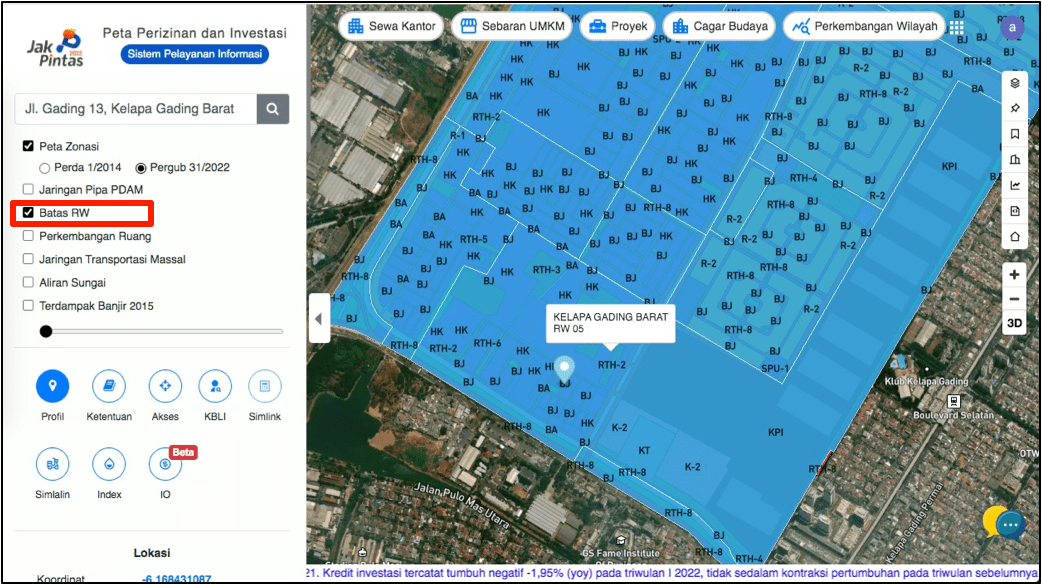 Jak
Pintas
Peta Perizinan dan Investasi
Sistem Pelayanan Informasi
Jl. Gading 13, Kelapa Gading Barat
Peta Zonasi
Perda 1/2014
Pergub 31/2022
Jaringan Pipa PDAM
Batas RW
Perkembangan Ruang
Jaringan Transportasi Massal
Aliran Sungai
Terdampak Banjir 2015
Profil
Ketentuan
Akses
KBLI
Simlink
Beta
Simlalin
Index
IO
Lokasi
Koordinat
-6.168431087
Sewa Kantor
Sebaran UMKM
Proyek
Cagar Budaya
Perkembangan Wilayah
a
3D
KELAPA GADING BARAT
RW 05
RTH-2
R-1
RTH-8
RTH-5
RTH-3
RTH-6
RTH-4
R-2
BJ
HK
BA
K-2
KT
KPI
SPU-1
Klub Kelapa Gading
Boulevard Selatan
OTW
Jalan Pulo Mas Utara
Kelapa Gading Permai
GS Fame Institute
21. Kredit investasi tercatat tumbuh negatif -1,95% (yoy) pada triwulan I 2022, tidak sedalam kontraksi pertumbuhan pada triwulan sebelumnya